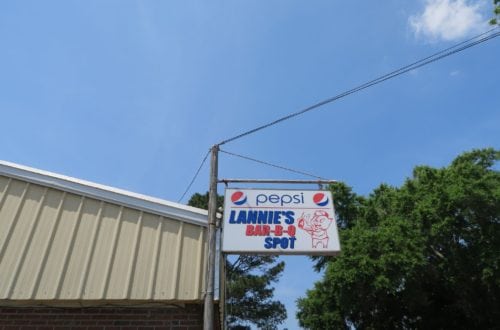 pepsi
LANNIE'S
BAR-B-Q
SPOT